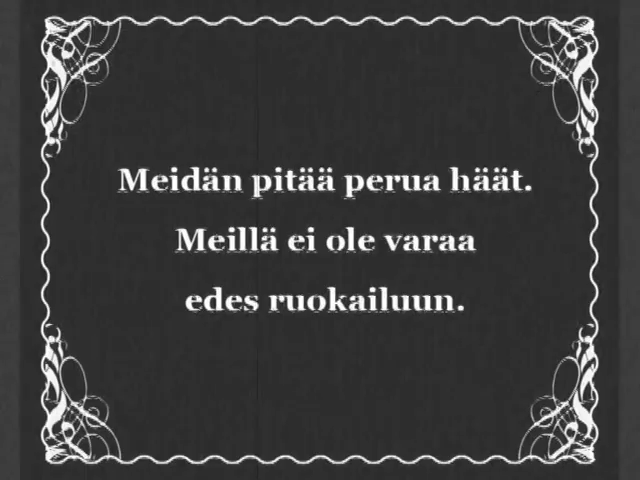 Meidän pitää perua häät.
Meillä ei ole varaa
edes ruokailuun.